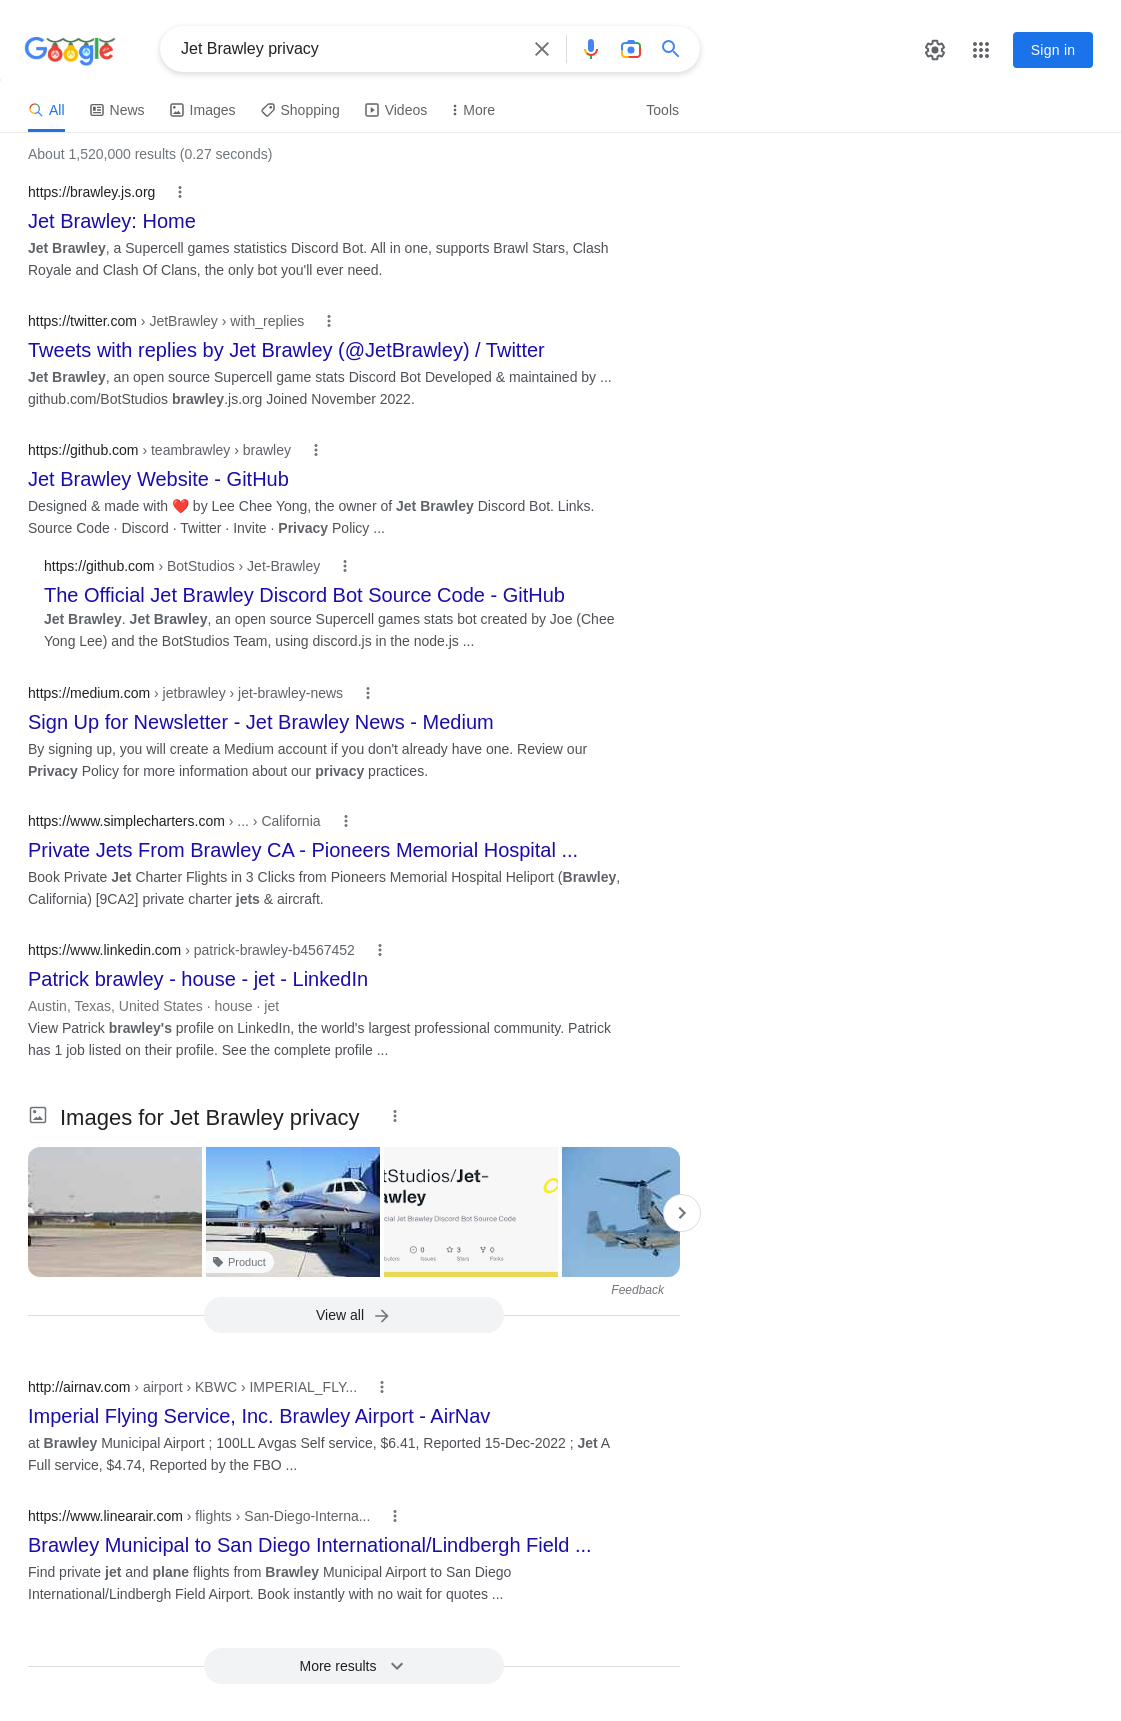 Google
Jet Brawley privacy
Sign in
All
News
Images
Shopping
Videos
More
Tools
About 1,520,000 results (0.27 seconds)
https://brawley.js.org
Jet Brawley: Home
Jet Brawley, a Supercell games statistics Discord Bot. All in one, supports Brawl Stars, Clash
Royale and Clash Of Clans, the only bot you'll ever need.
https://twitter.com › JetBrawley › with_replies
Tweets with replies by Jet Brawley (@JetBrawley) / Twitter
Jet Brawley, an open source Supercell game stats Discord Bot Developed & maintained by ...
github.com/BotStudios brawley.js.org Joined November 2022.
https://github.com › teambrawley › brawley
Jet Brawley Website - GitHub
Designed & made with ❤️ by Lee Chee Yong, the owner of Jet Brawley Discord Bot. Links.
Source Code · Discord · Twitter · Invite · Privacy Policy ...
https://github.com › BotStudios › Jet-Brawley
The Official Jet Brawley Discord Bot Source Code - GitHub
Jet Brawley. Jet Brawley, an open source Supercell games stats bot created by Joe (Chee
Yong Lee) and the BotStudios Team, using discord.js in the node.js ...
https://medium.com › jetbrawley › jet-brawley-news
Sign Up for Newsletter - Jet Brawley News - Medium
By signing up, you will create a Medium account if you don't already have one. Review our
Privacy Policy for more information about our privacy practices.
https://www.simplecharters.com › ... › California
Private Jets From Brawley CA - Pioneers Memorial Hospital ...
Book Private Jet Charter Flights in 3 Clicks from Pioneers Memorial Hospital Heliport (Brawley,
California) [9CA2] private charter jets & aircraft.
https://www.linkedin.com › patrick-brawley-b4567452
Patrick brawley - house - jet - LinkedIn
Austin, Texas, United States · house · jet
View Patrick brawley's profile on LinkedIn, the world's largest professional community. Patrick
has 1 job listed on their profile. See the complete profile ...
Images for Jet Brawley privacy
tStudios/Jet-
awley
cial Jet Brawley Discord Bot Source Code
0 3 0
butors Issues Stars Forks
Product
Feedback
View all
http://airnav.com › airport › KBWC › IMPERIAL_FLY...
Imperial Flying Service, Inc. Brawley Airport - AirNav
at Brawley Municipal Airport ; 100LL Avgas Self service, $6.41, Reported 15-Dec-2022 ; Jet A
Full service, $4.74, Reported by the FBO ...
https://www.linearair.com › flights › San-Diego-Interna...
Brawley Municipal to San Diego International/Lindbergh Field ...
Find private jet and plane flights from Brawley Municipal Airport to San Diego
International/Lindbergh Field Airport. Book instantly with no wait for quotes ...
More results